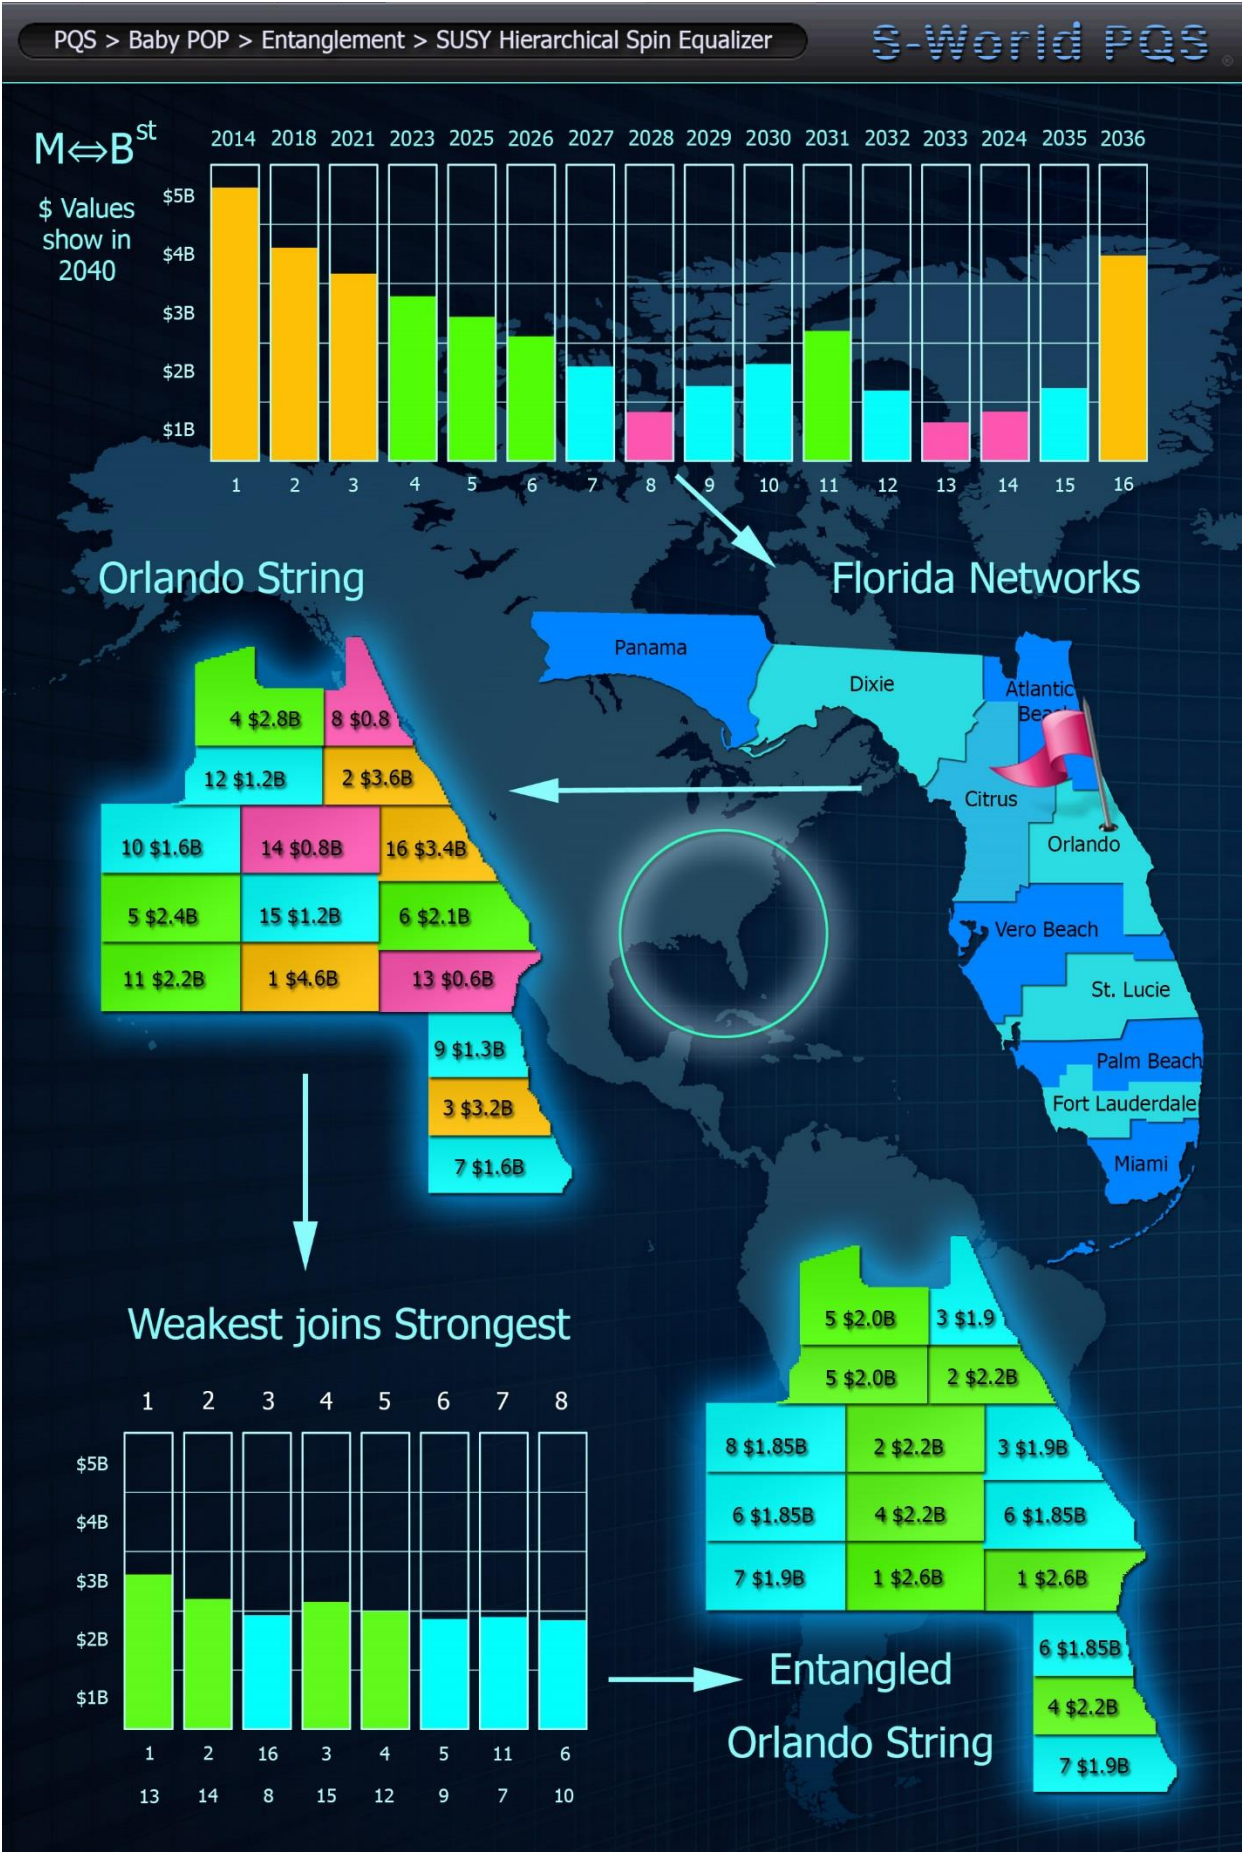 PQS > Baby POP > Entanglement > SUSY Hierarchical Spin Equalizer
S-World PQS ®
M⇔B st
$ Values
show in
2040
2014 2018 2021 2023 2025 2026 2027 2028 2029 2030 2031 2032 2033 2024 2035 2036
$5B
$4B
$3B
$2B
$1B
1 2 3 4 5 6 7 8 9 10 11 12 13 14 15 16
Orlando String
4 $2.8B 8 $0.8
12 $1.2B 2 $3.6B
10 $1.6B 14 $0.8B 16 $3.4B
5 $2.4B 15 $1.2B 6 $2.1B
11 $2.2B 1 $4.6B 13 $0.6B
9 $1.3B
3 $3.2B
7 $1.6B
Florida Networks
Panama
Dixie
Atlantic
Citrus
Orlando
Vero Beach
St. Lucie
Palm Beach
Fort Lauderdale
Miami
Weakest joins Strongest
1 2 3 4 5 6 7 8
$5B
$4B
$3B
$2B
$1B
1 2 16 3 4 5 11 6
13 14 8 15 12 9 7 10
5 $2.0B 3 $1.9
5 $2.0B 2 $2.2B
8 $1.85B 2 $2.2B 3 $1.9B
6 $1.85B 4 $2.2B 6 $1.85B
7 $1.9B 1 $2.6B 1 $2.6B
6 $1.85B
4 $2.2B
7 $1.9B
Entangled
Orlando String